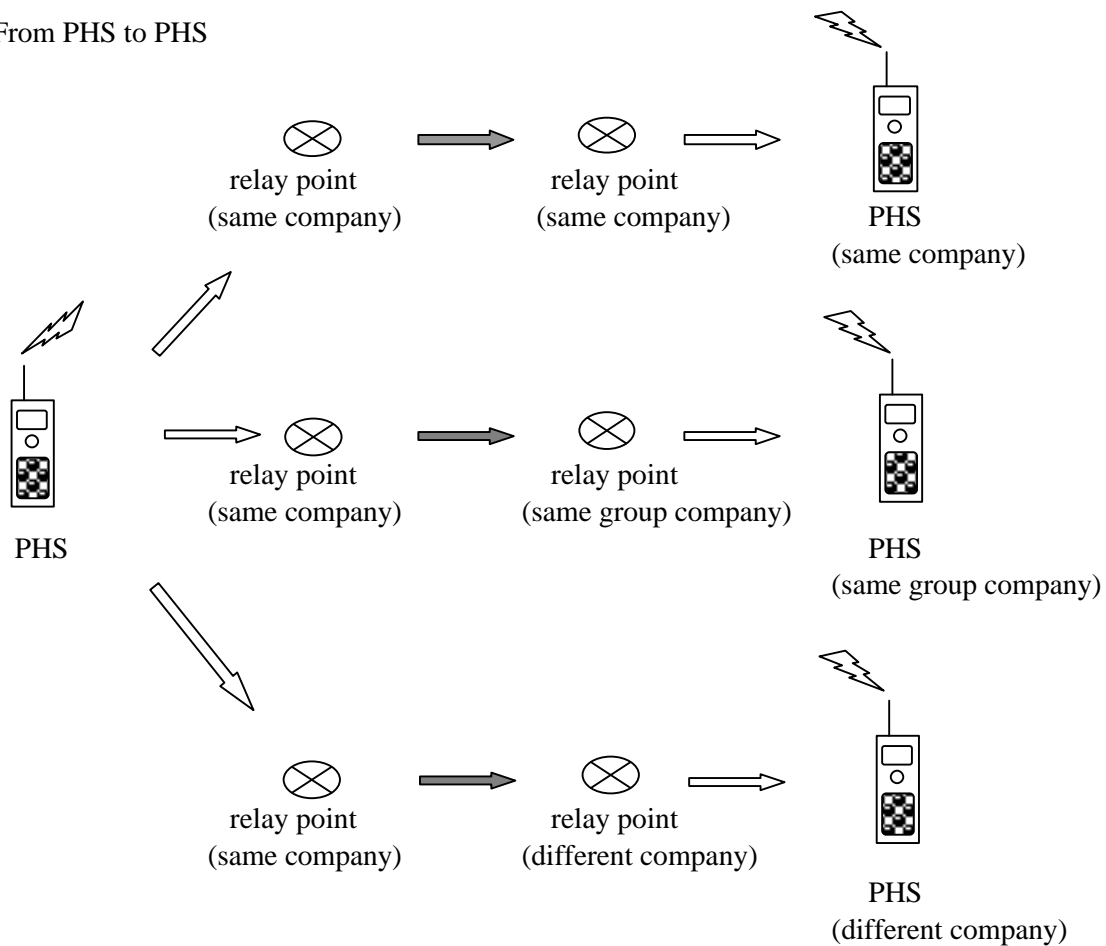 From PHS to PHS
relay point
(same company)
relay point
(same company)
PHS
(same company)
PHS
relay point
(same company)
relay point
(same group company)
PHS
(same group company)
relay point
(same company)
relay point
(different company)
PHS
(different company)